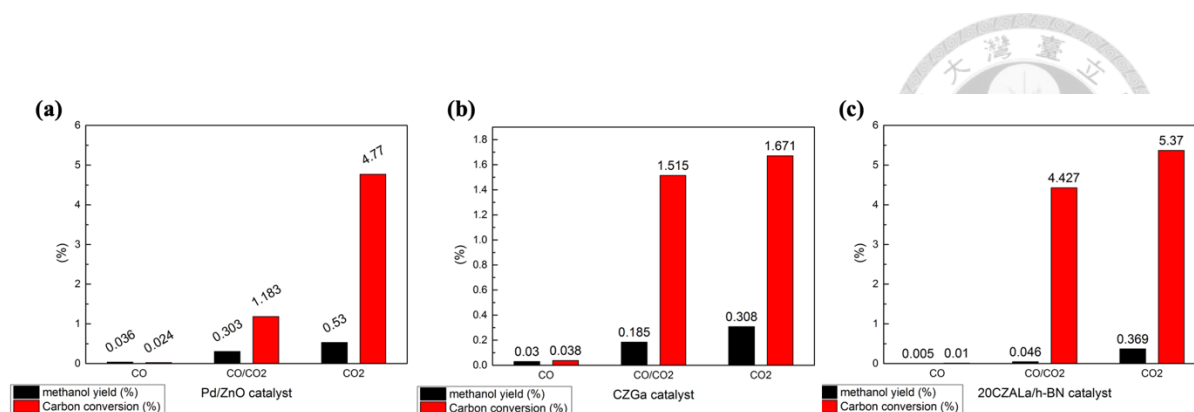 大灣臺立
(a)
6
5
4
3
2
1
0
(%)
0.036
0.024
0.303
1.183
0.53
4.77
CO
CO/CO2
CO2
methanol yield (%)
Carbon conversion (%)
Pd/ZnO catalyst
(b)
1.8
1.6
1.4
1.2
1.0
0.8
0.6
0.4
0.2
0.0
(%)
0.03
0.038
0.185
1.515
0.308
1.671
CO
CO/CO2
CO2
methanol yield (%)
Carbon conversion (%)
CZGa catalyst
(c)
6
5
4
3
2
1
0
(%)
0.005
0.01
0.046
4.427
0.369
5.37
CO
CO/CO2
CO2
methanol yield (%)
Carbon conversion (%)
20CZALa/h-BN catalyst